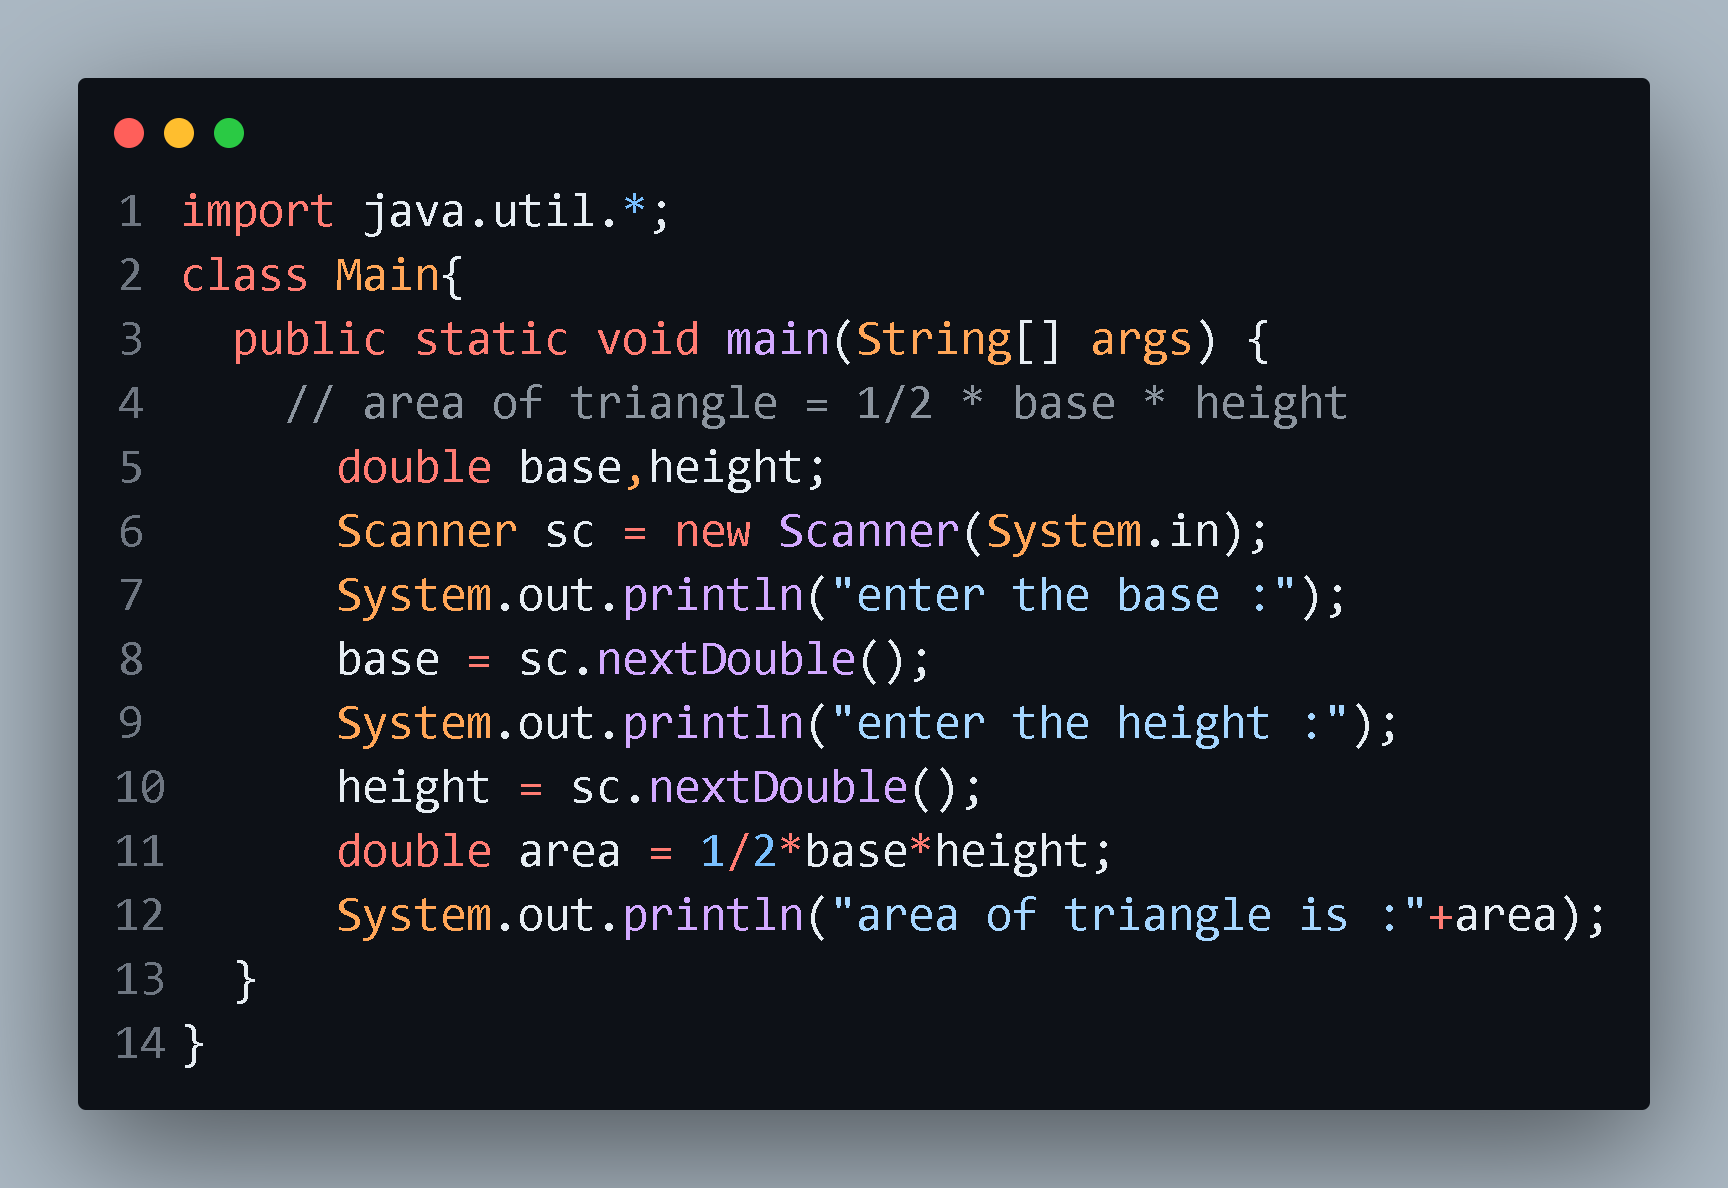 1 import java.util.*;
2 class Main{
3   public static void main(String[] args) {
4     // area of triangle = 1/2 * base * height
5       double base,height;
6       Scanner sc = new Scanner(System.in);
7       System.out.println("enter the base :");
8       base = sc.nextDouble();
9       System.out.println("enter the height :");
10       height = sc.nextDouble();
11       double area = 1/2*base*height;
12       System.out.println("area of triangle is :"+area);
13   }
14 }